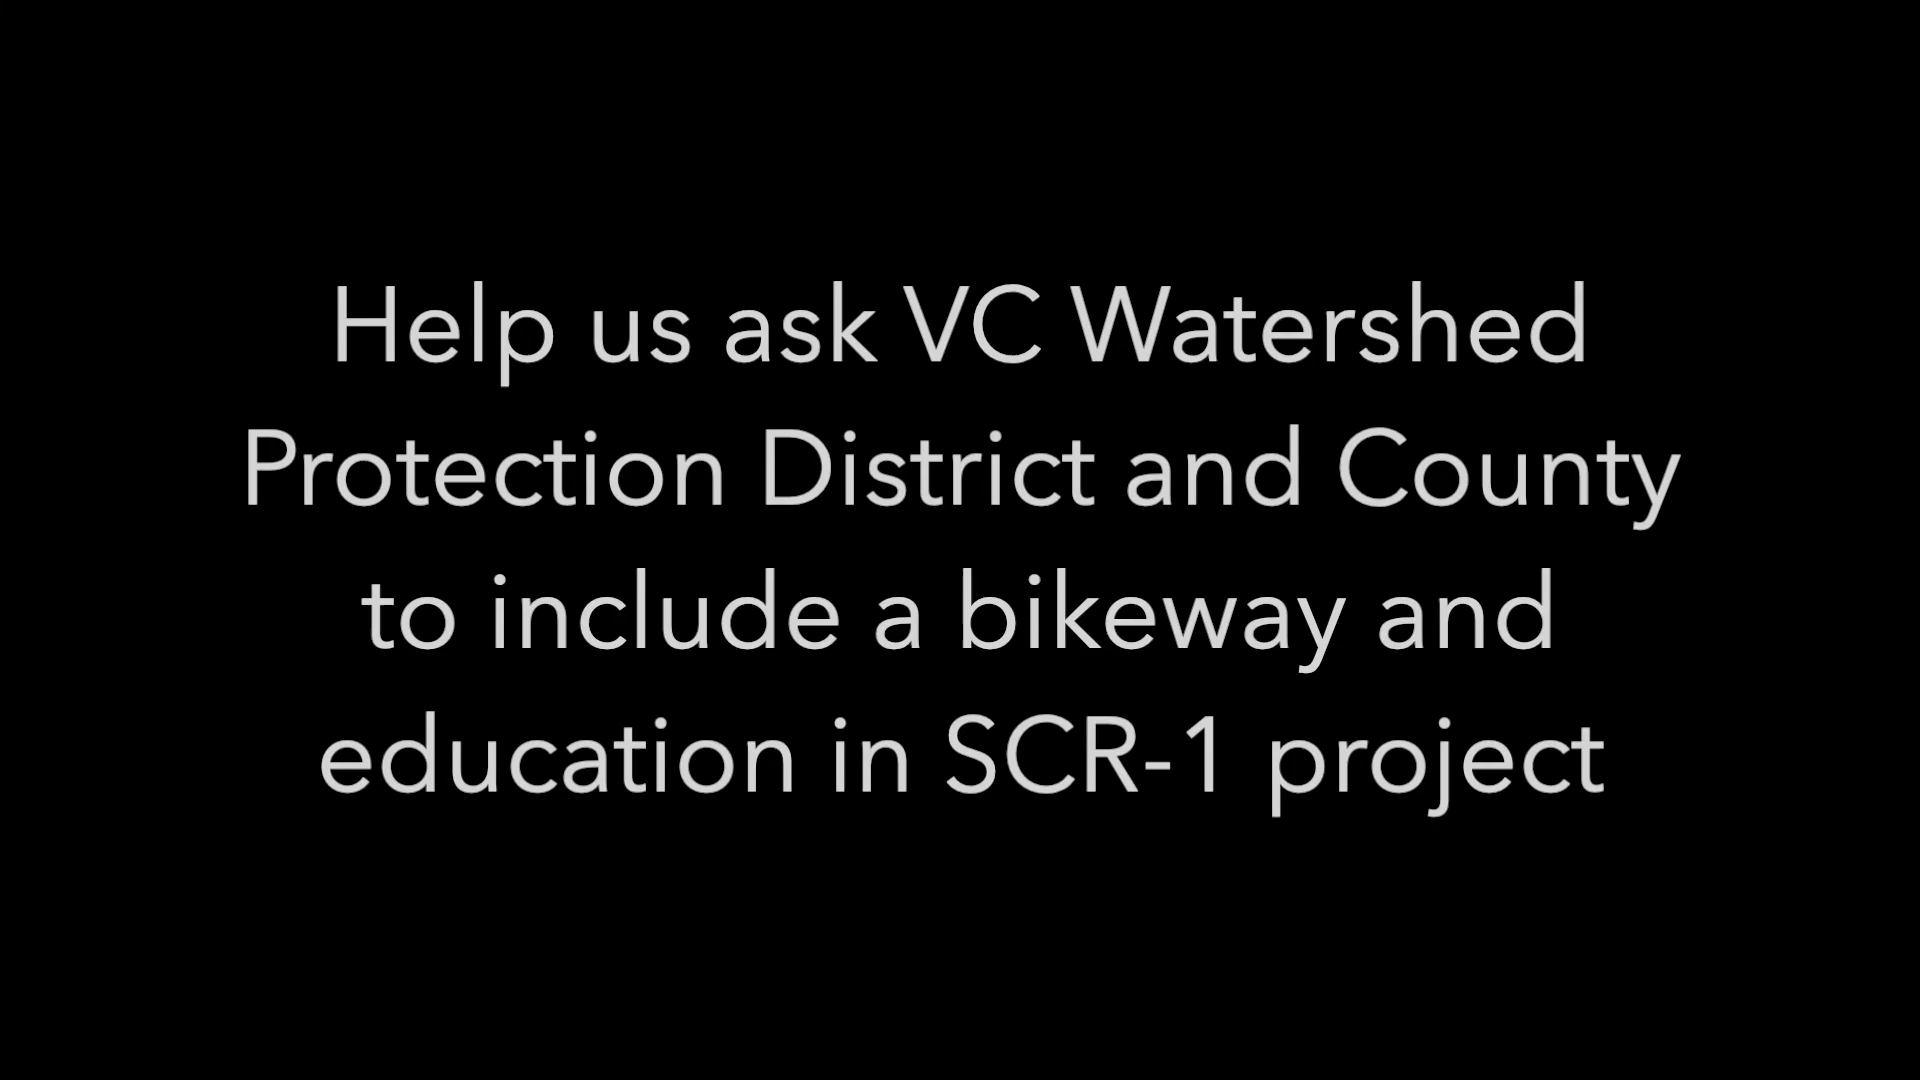 Help us ask VC Watershed
Protection District and County
to include a bikeway and
education in SCR-1 project